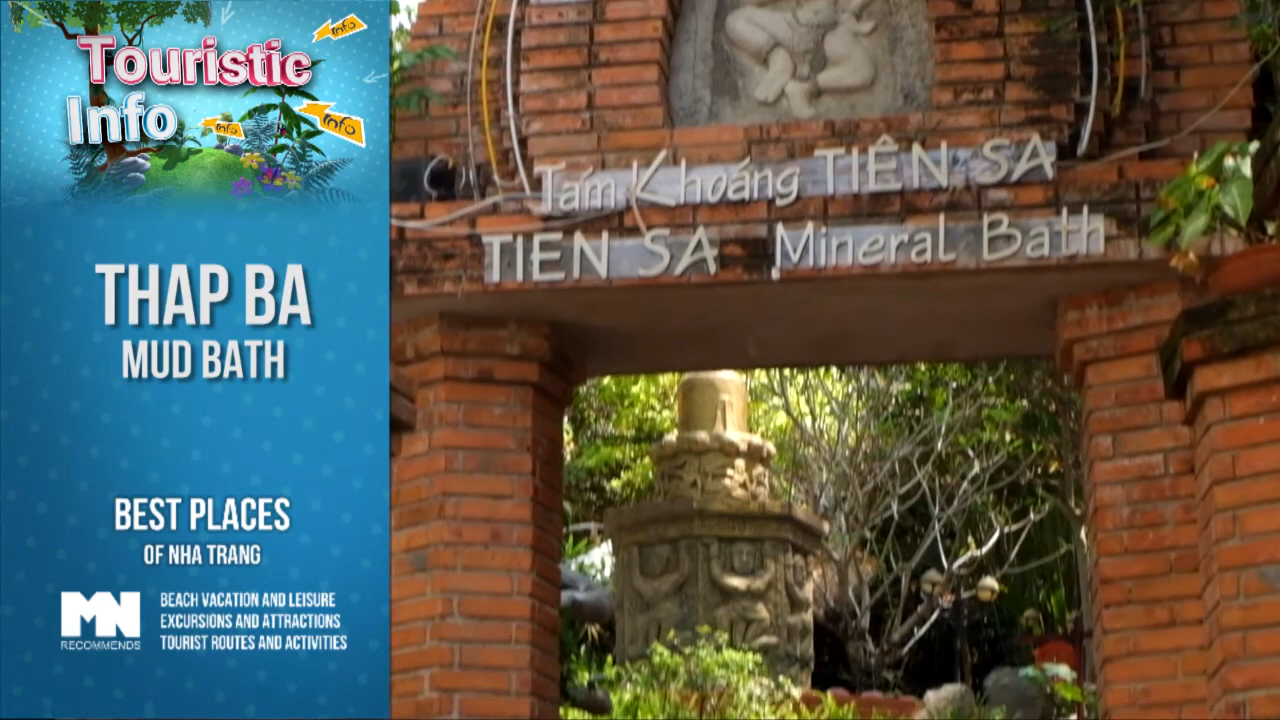 Touristic
Info
Info
Info
Info
THAP BA
MUD BATH
BEST PLACES
OF NHA TRANG
MN
RECOMMENDS
BEACH VACATION AND LEISURE
EXCURSIONS AND ATTRACTIONS
TOURIST ROUTES AND ACTIVITIES
Tắm Khoáng TIÊN SA
TIEN SA Mineral Bath